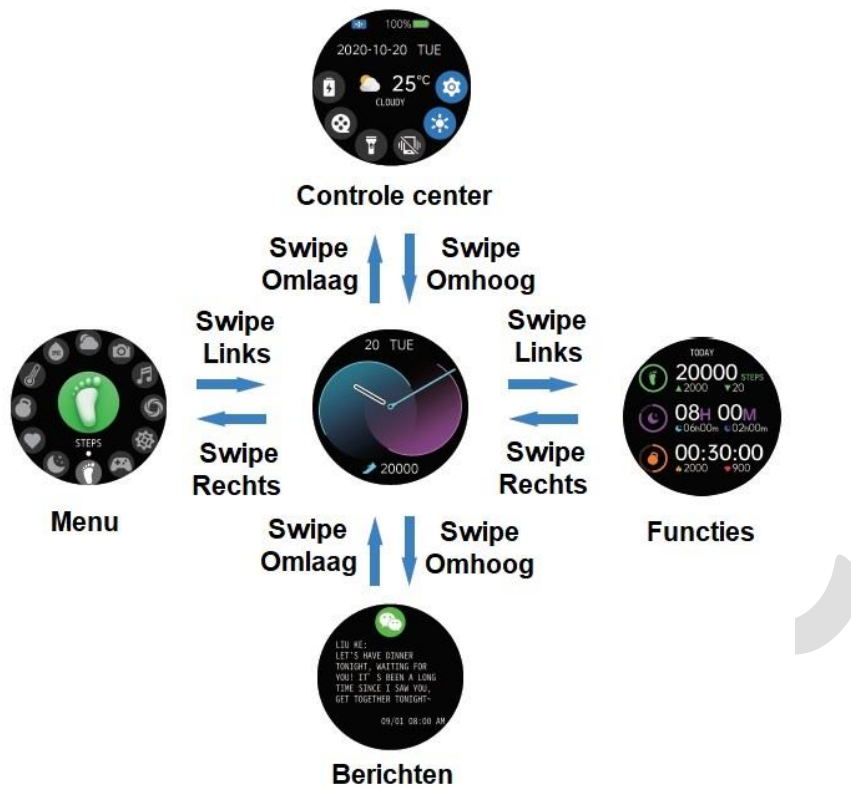 100%
2020-10-20 TUE
25°C
CLOUDY
Controle center
Swipe
Omlaag
Swipe
Omhoog
Swipe
Links
Swipe
Rechts
STEPS
Menu
20 TUE
20000
Swipe
Links
Swipe
Rechts
TODAY
20000 STEPS
▲2000 ▼20
08H 00M
06h00m 02h00m
00:30:00
2000 900
Functies
Swipe
Omlaag
Swipe
Omhoog
LIU KE:
LET'S HAVE DINNER
TONIGHT, WAITING FOR
YOU! IT'S BEEN A LONG
TIME SINCE I SAW YOU,
GET TOGETHER TONIGHT~
09/01 08:00 AM
Berichten